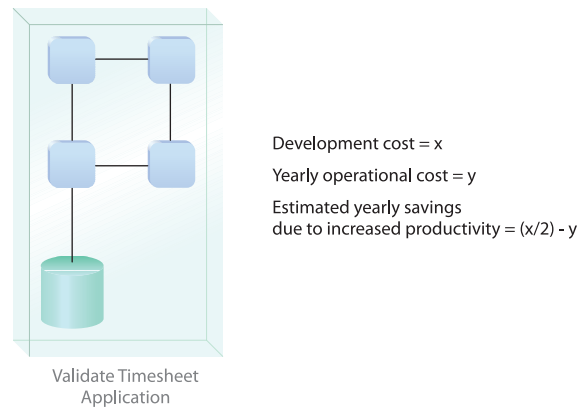 Development cost = x
Yearly operational cost = y
Estimated yearly savings
due to increased productivity = (x/2) - y
Validate Timesheet
Application